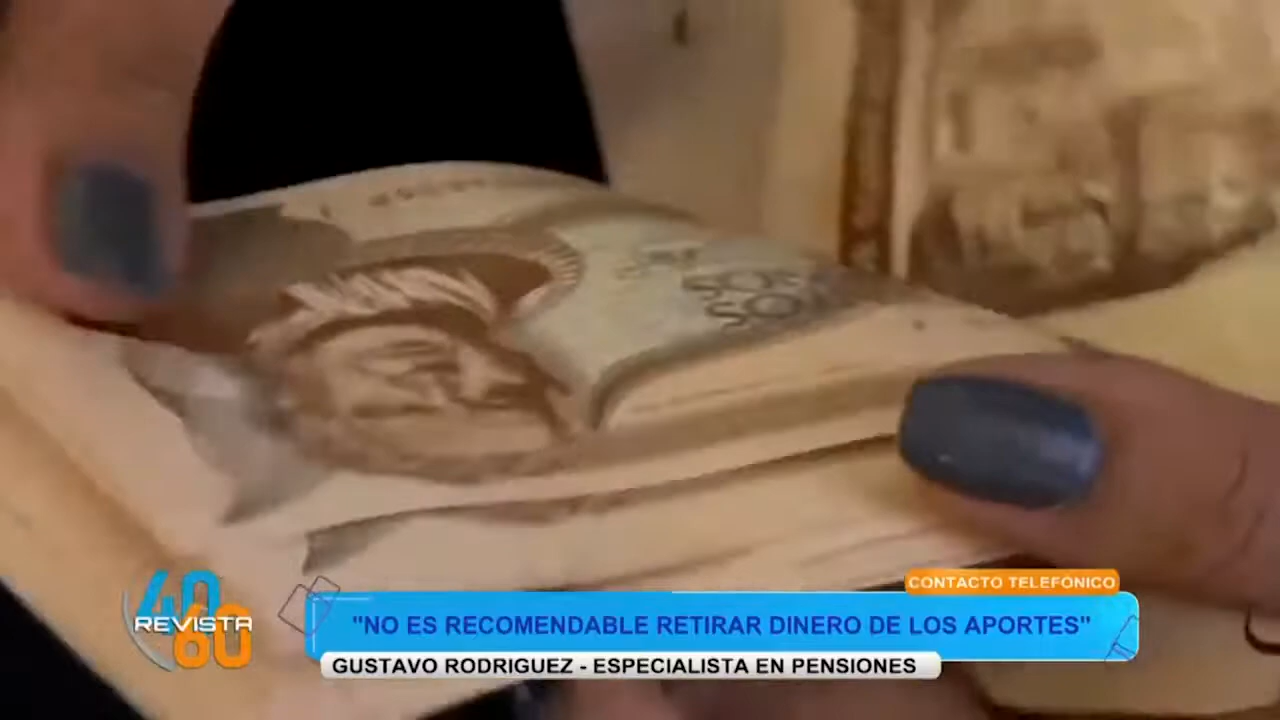 CONTACTO TELEFÓNICO
"NO ES RECOMENDABLE RETIRAR DINERO DE LOS APORTES"
GUSTAVO RODRIGUEZ - ESPECIALISTA EN PENSIONES
40
REVISTA
60